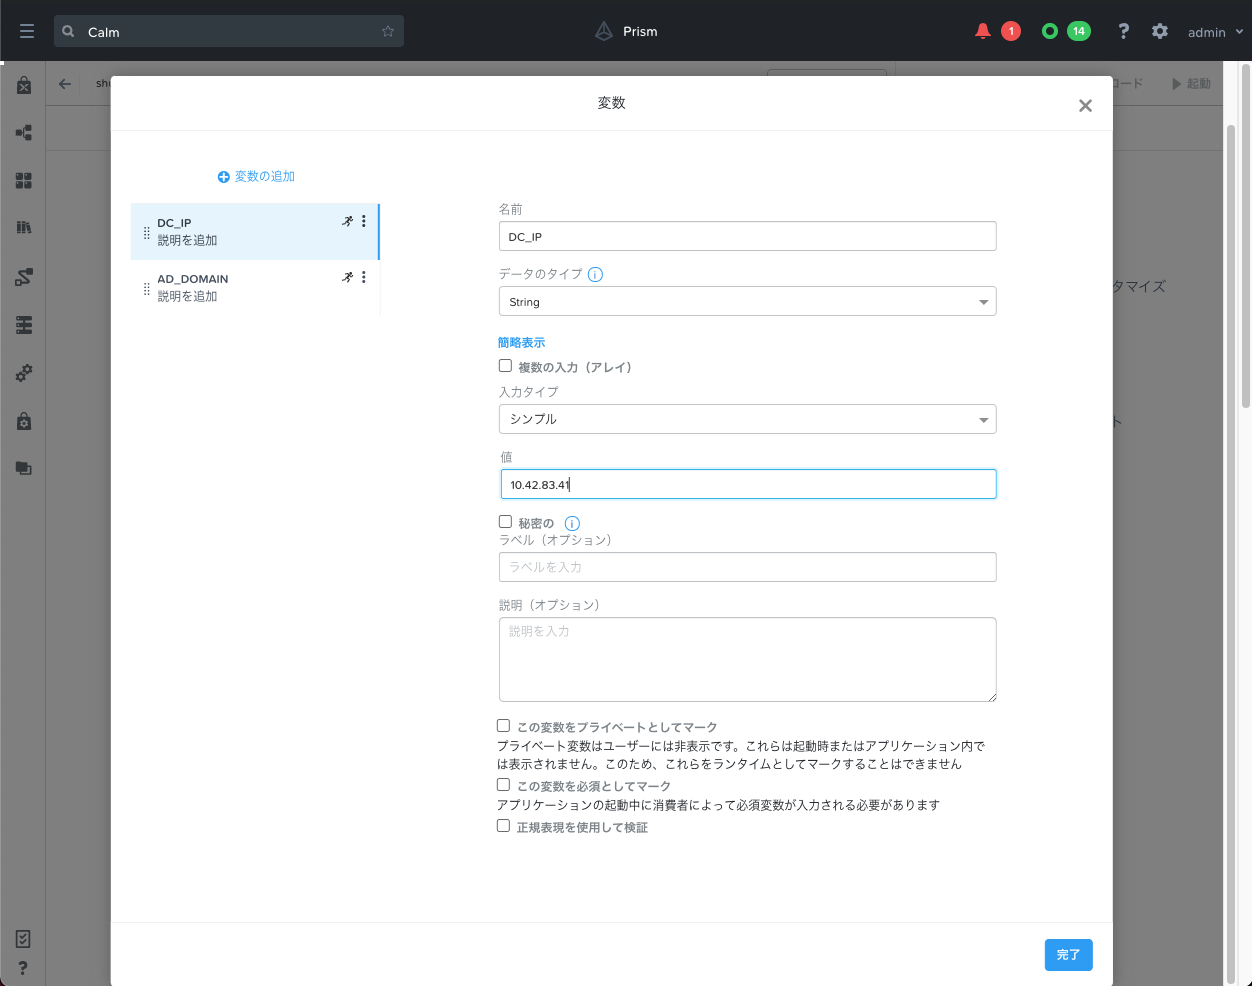 Calm
Prism
1
14
?
admin
sh
ード
起動
変数
変数の追加
DC_IP
説明を追加
AD_DOMAIN
説明を追加
名前
DC_IP
データのタイプ
String
簡略表示
複数の入力（アレイ）
入力タイプ
シンプル
値
10.42.83.41
秘密の
ラベル（オプション）
ラベルを入力
説明（オプション）
説明を入力
この変数をプライベートとしてマーク
プライベート変数はユーザーには非表示です。これらは起動時またはアプリケーション内で
は表示されません。このため、これらをランタイムとしてマークすることはできません
この変数を必須としてマーク
アプリケーションの起動中に消費者によって必須変数が入力される必要があります
正規表現を使用して検証
タマイズ
ト
完了
?